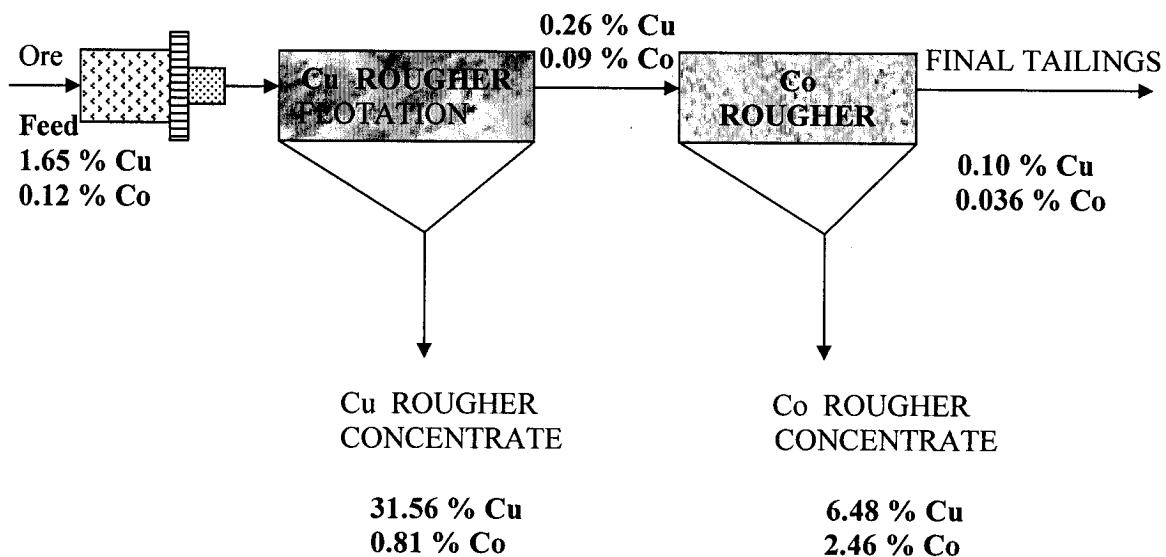 Ore
Feed
1.65 % Cu
0.12 % Co
Cu ROUGHER
FLOTATION
0.26 % Cu
0.09 % Co
Co
ROUGHER
FINAL TAILINGS
0.10 % Cu
0.036 % Co
Cu ROUGHER
CONCENTRATE
31.56 % Cu
0.81 % Co
Co ROUGHER
CONCENTRATE
6.48 % Cu
2.46 % Co